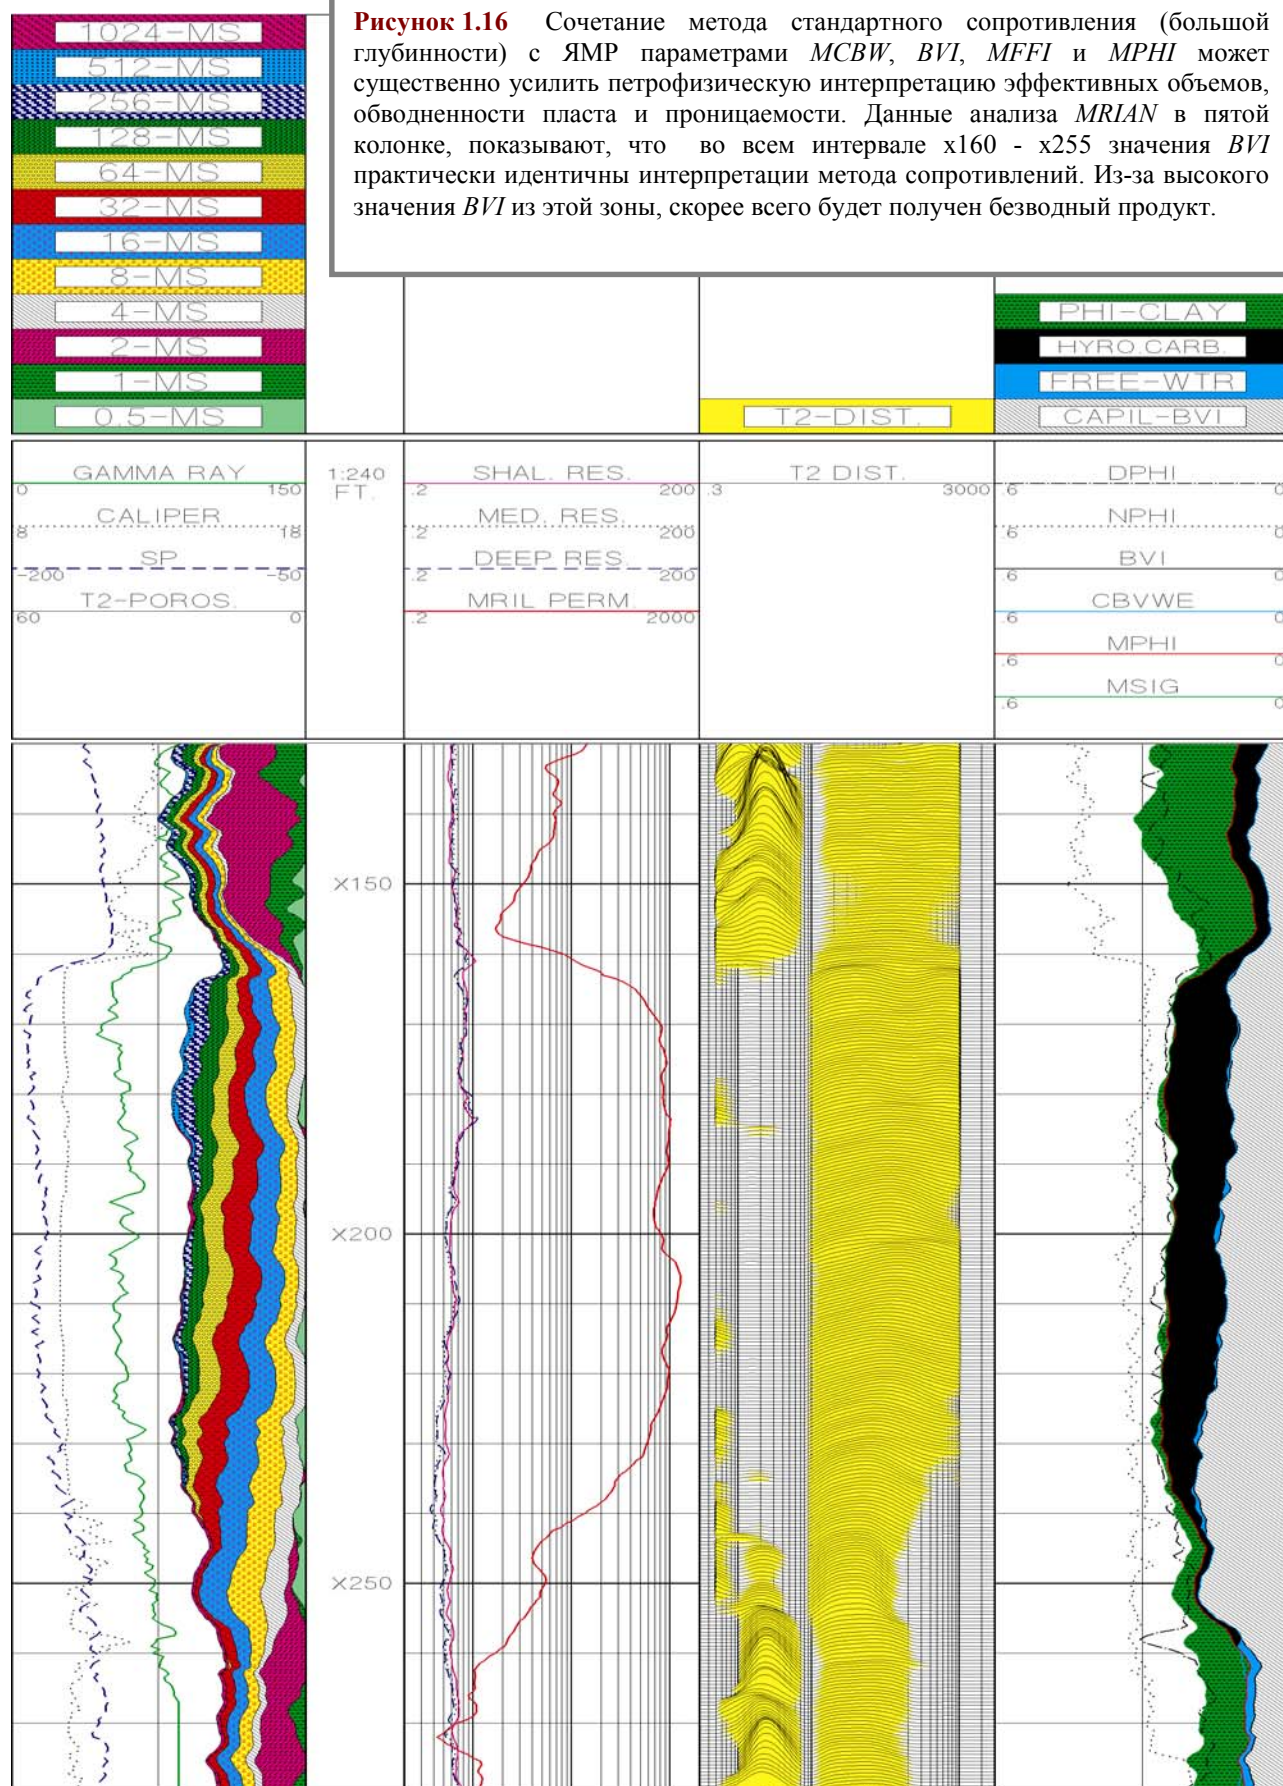 Рисунок 1.16 Сочетание метода стандартного сопротивления (большой
глубинности) с ЯМР параметрами MCBW, BVI, MFFI и MPHI может
существенно усилить петрофизическую интерпретацию эффективных объемов,
обводненности пласта и проницаемости. Данные анализа MRIAN в пятой
колонке, показывают, что во всем интервале x160 - x255 значения BVI
практически идентичны интерпретации метода сопротивлений. Из-за высокого
значения BVI из этой зоны, скорее всего будет получен безводный продукт.
1024-MS
512-MS
256-MS
128-MS
64-MS
32-MS
16-MS
8-MS
4-MS
2-MS
1-MS
0.5-MS
T2-DIST.
PHI-CLAY
HYRO.CARB.
FREE-WTR
CAPIL-BVI
GAMMA RAY
0 150
CALIPER
8 18
SP
-200 -50
T2-POROS.
60 0
1:240
FT.
SHAL. RES.
.2 200
MED. RES.
.2 200
DEEP RES.
.2 200
MRIL PERM.
.2 2000
T2 DIST.
.3 3000
DPHI
.6 0
NPHI
.6 0
BVI
.6 0
CBVWE
.6 0
MPHI
.6 0
MSIG
.6 0
X150
X200
X250